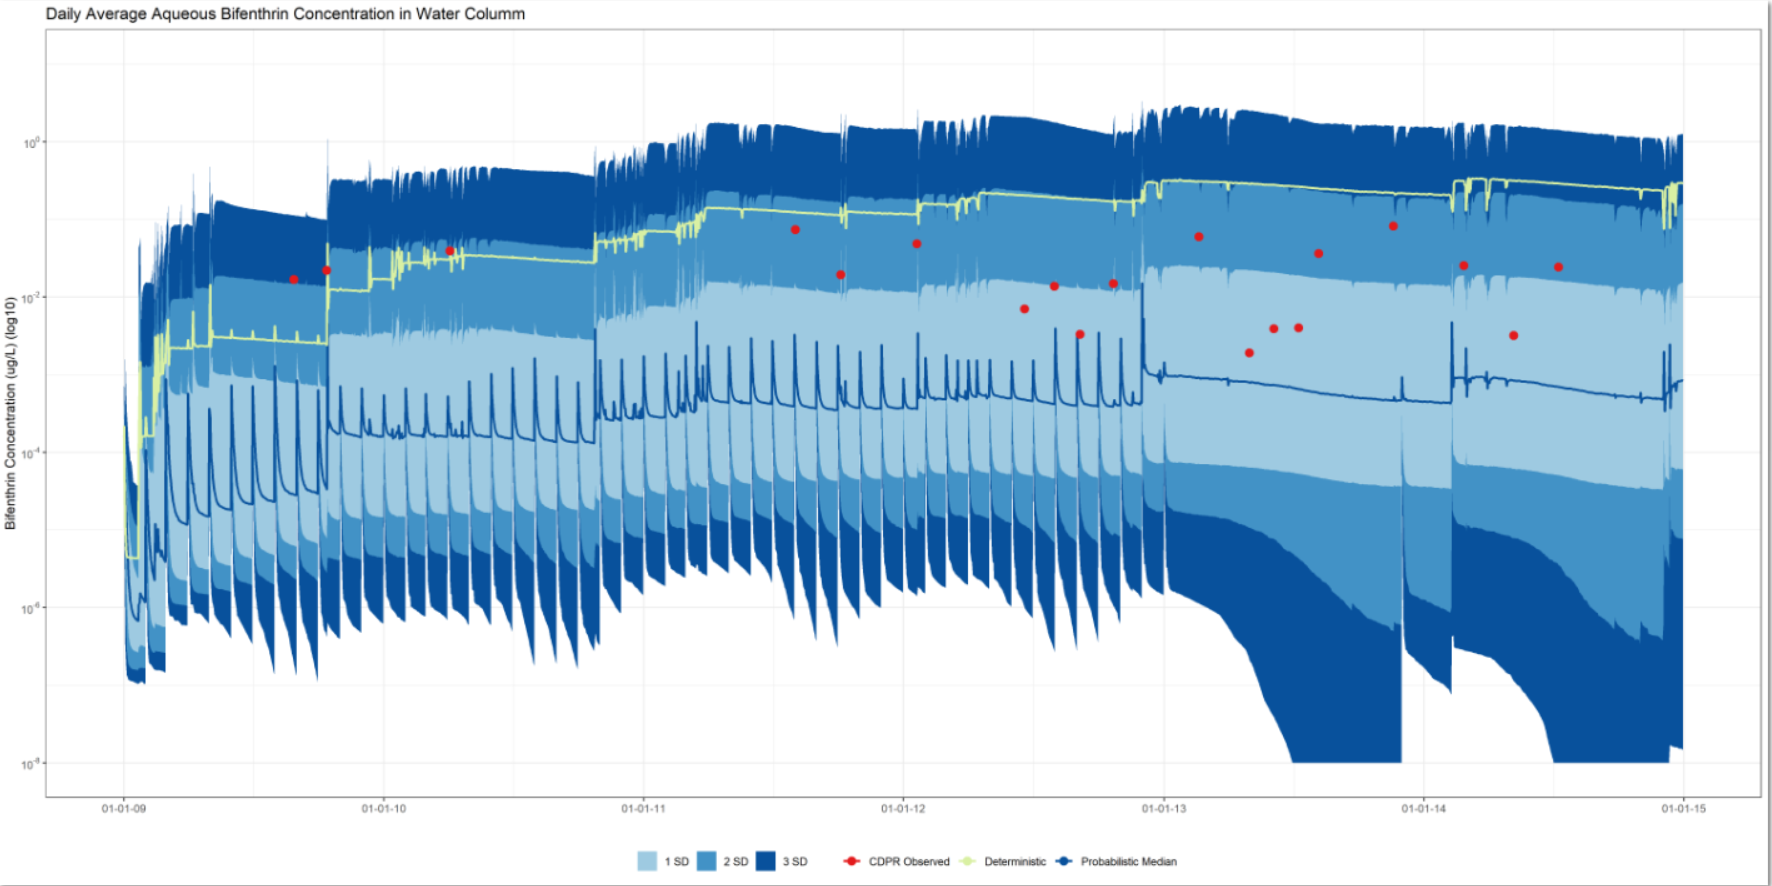 Daily Average Aqueous Bifenthrin Concentration in Water Columm
Bifenthrin Concentration (ug/L) (log10)
10⁰
10⁻²
10⁻⁴
10⁻⁶
10⁻⁸
01-01-09 01-01-10 01-01-11 01-01-12 01-01-13 01-01-14 01-01-15
1 SD 2 SD 3 SD CDPR Observed Deterministic Probabilistic Median